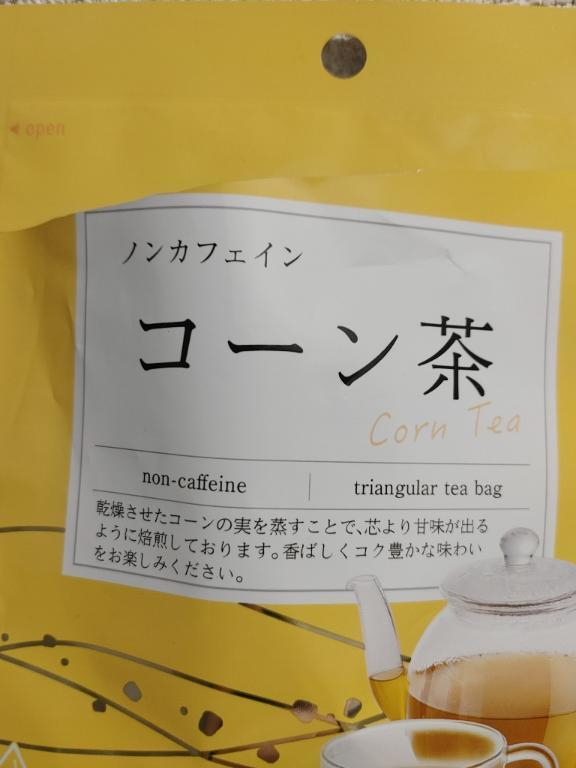 ◀ open
ノンカフェイン
コーン茶
Corn Tea
non-caffeine
triangular tea bag
乾燥させたコーンの実を蒸すことで、芯より甘味が出る
ように焙煎しております。香ばしくコク豊かな味わい
をお楽しみください。